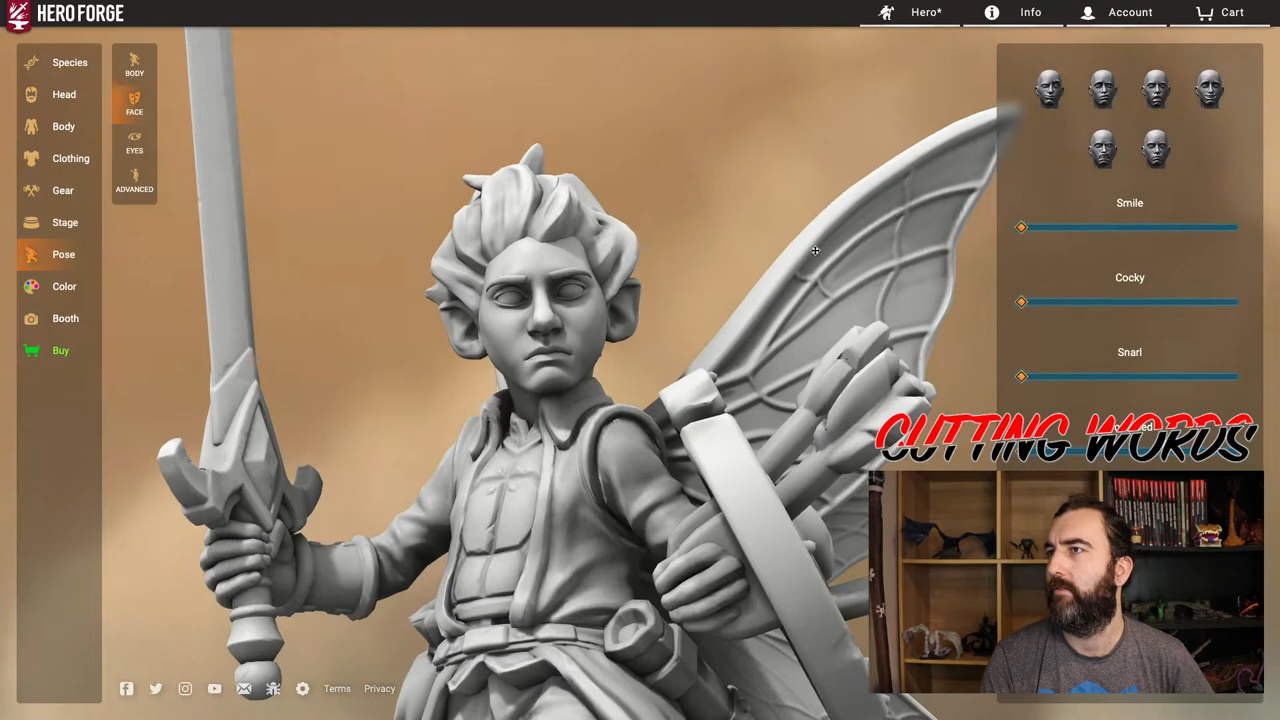 HERO FORGE
Hero*
Info
Account
Cart
Species
Head
Body
Clothing
Gear
Stage
Pose
Color
Booth
Buy
BODY
FACE
EYES
ADVANCED
Smile
Cocky
Snarl
CUTTING WORDS
Terms
Privacy